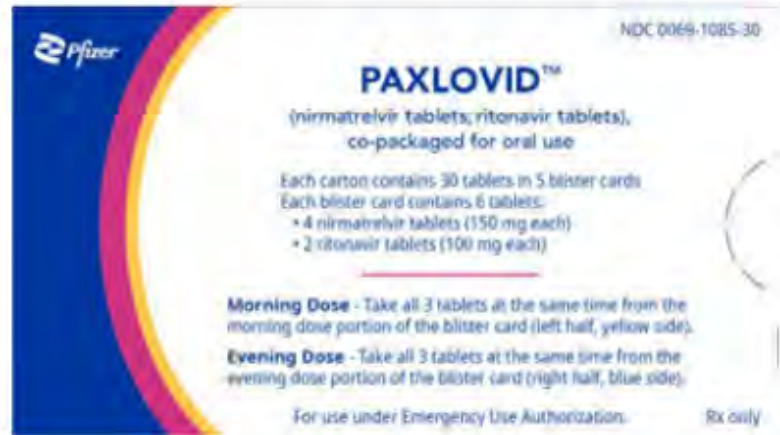 Pfizer
NDC 0069-1085-30
PAXLOVID™
(nirmatrelvir tablets; ritonavir tablets),
co-packaged for oral use
Each carton contains 30 tablets in 5 blister cards
Each blister card contains 6 tablets:
• 4 nirmatrelvir tablets (150 mg each)
• 2 ritonavir tablets (100 mg each)
Morning Dose - Take all 3 tablets at the same time from the
morning dose portion of the blister card (left half, yellow side).
Evening Dose - Take all 3 tablets at the same time from the
evening dose portion of the blister card (right half, blue side).
For use under Emergency Use Authorization.
Rx only